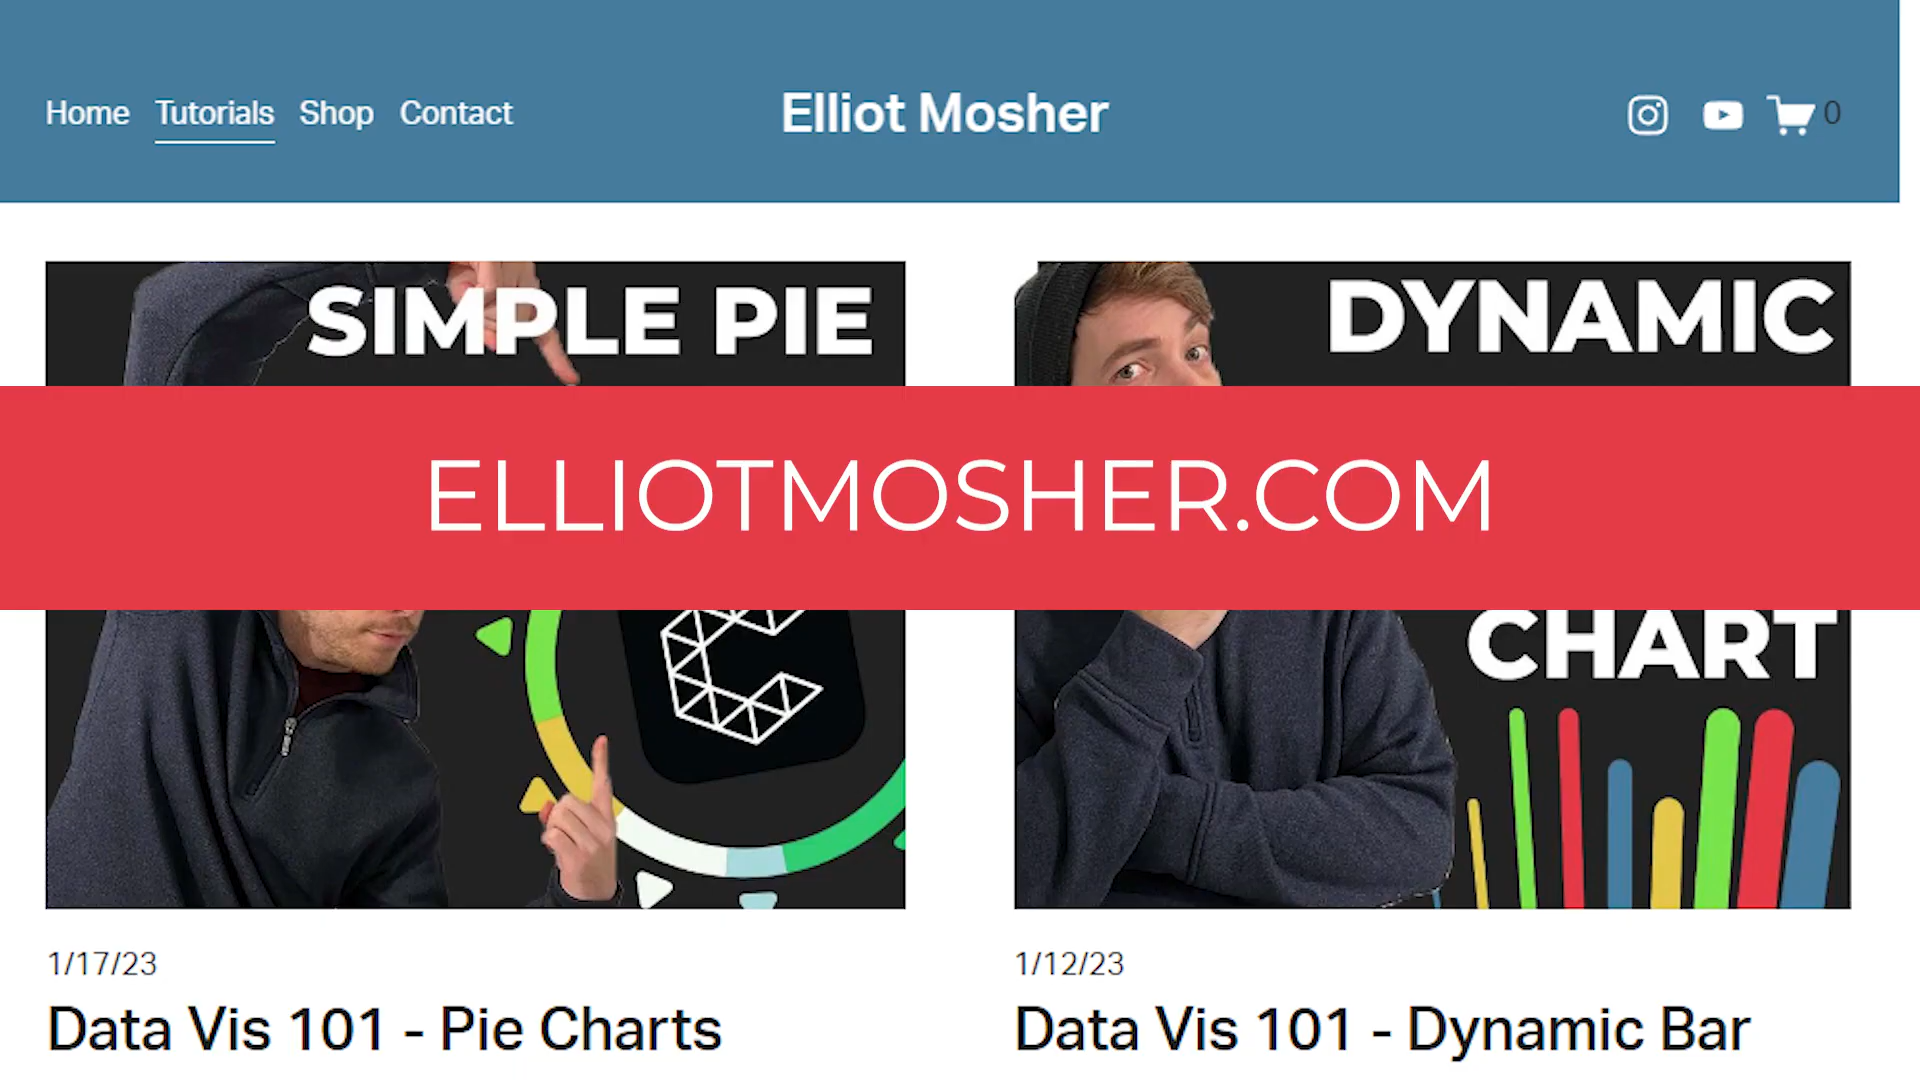 Home Tutorials Shop Contact
Elliot Mosher
0
SIMPLE PIE
DYNAMIC
ELLIOTMOSHER.COM
CHART
1/17/23
Data Vis 101 - Pie Charts
1/12/23
Data Vis 101 - Dynamic Bar